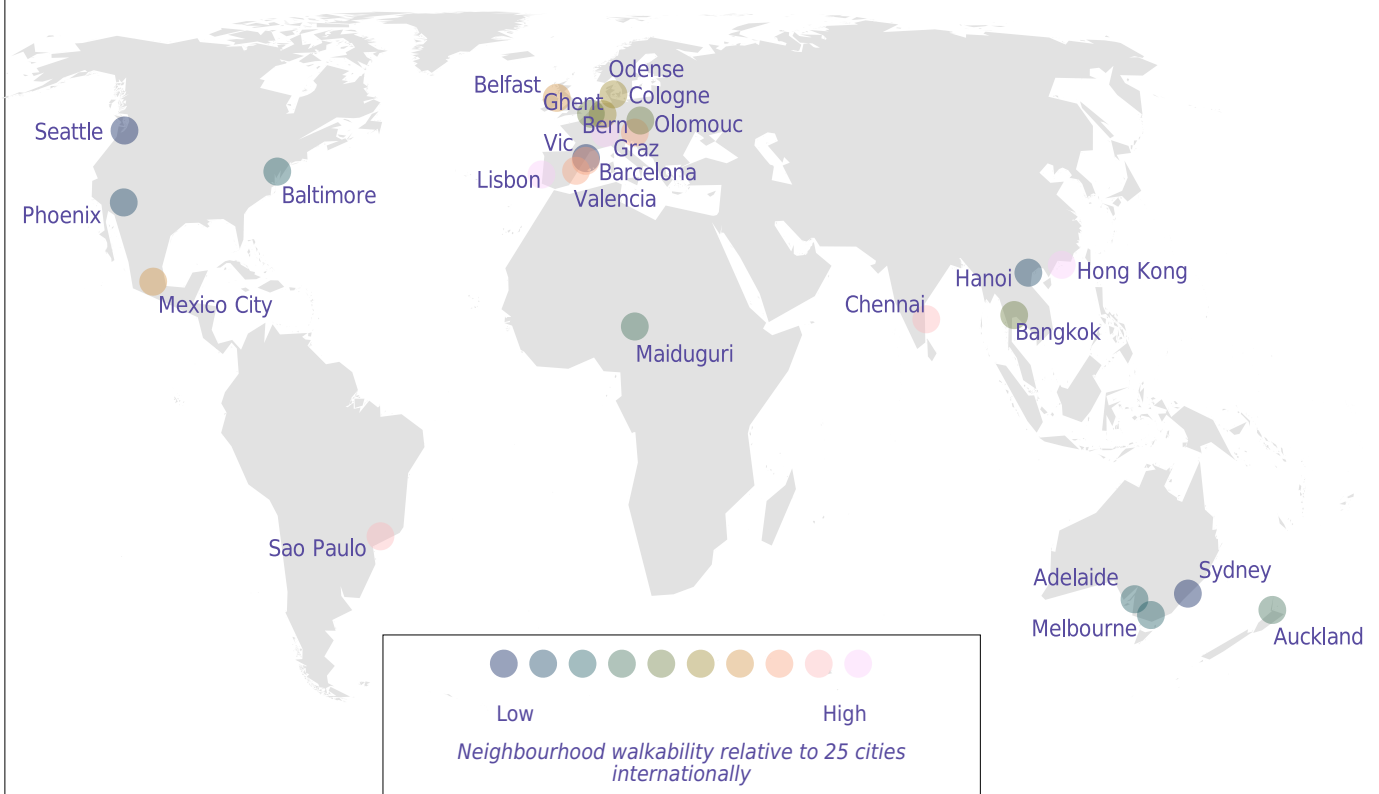 Odense
Belfast
Cologne
Ghent
Olomouc
Bern
Seattle
Vic
Graz
Barcelona
Lisbon
Baltimore
Valencia
Phoenix
Hong Kong
Hanoi
Mexico City
Chennai
Bangkok
Maiduguri
Sao Paulo
Sydney
Adelaide
Melbourne
Auckland
Low
High
Neighbourhood walkability relative to 25 cities
internationally